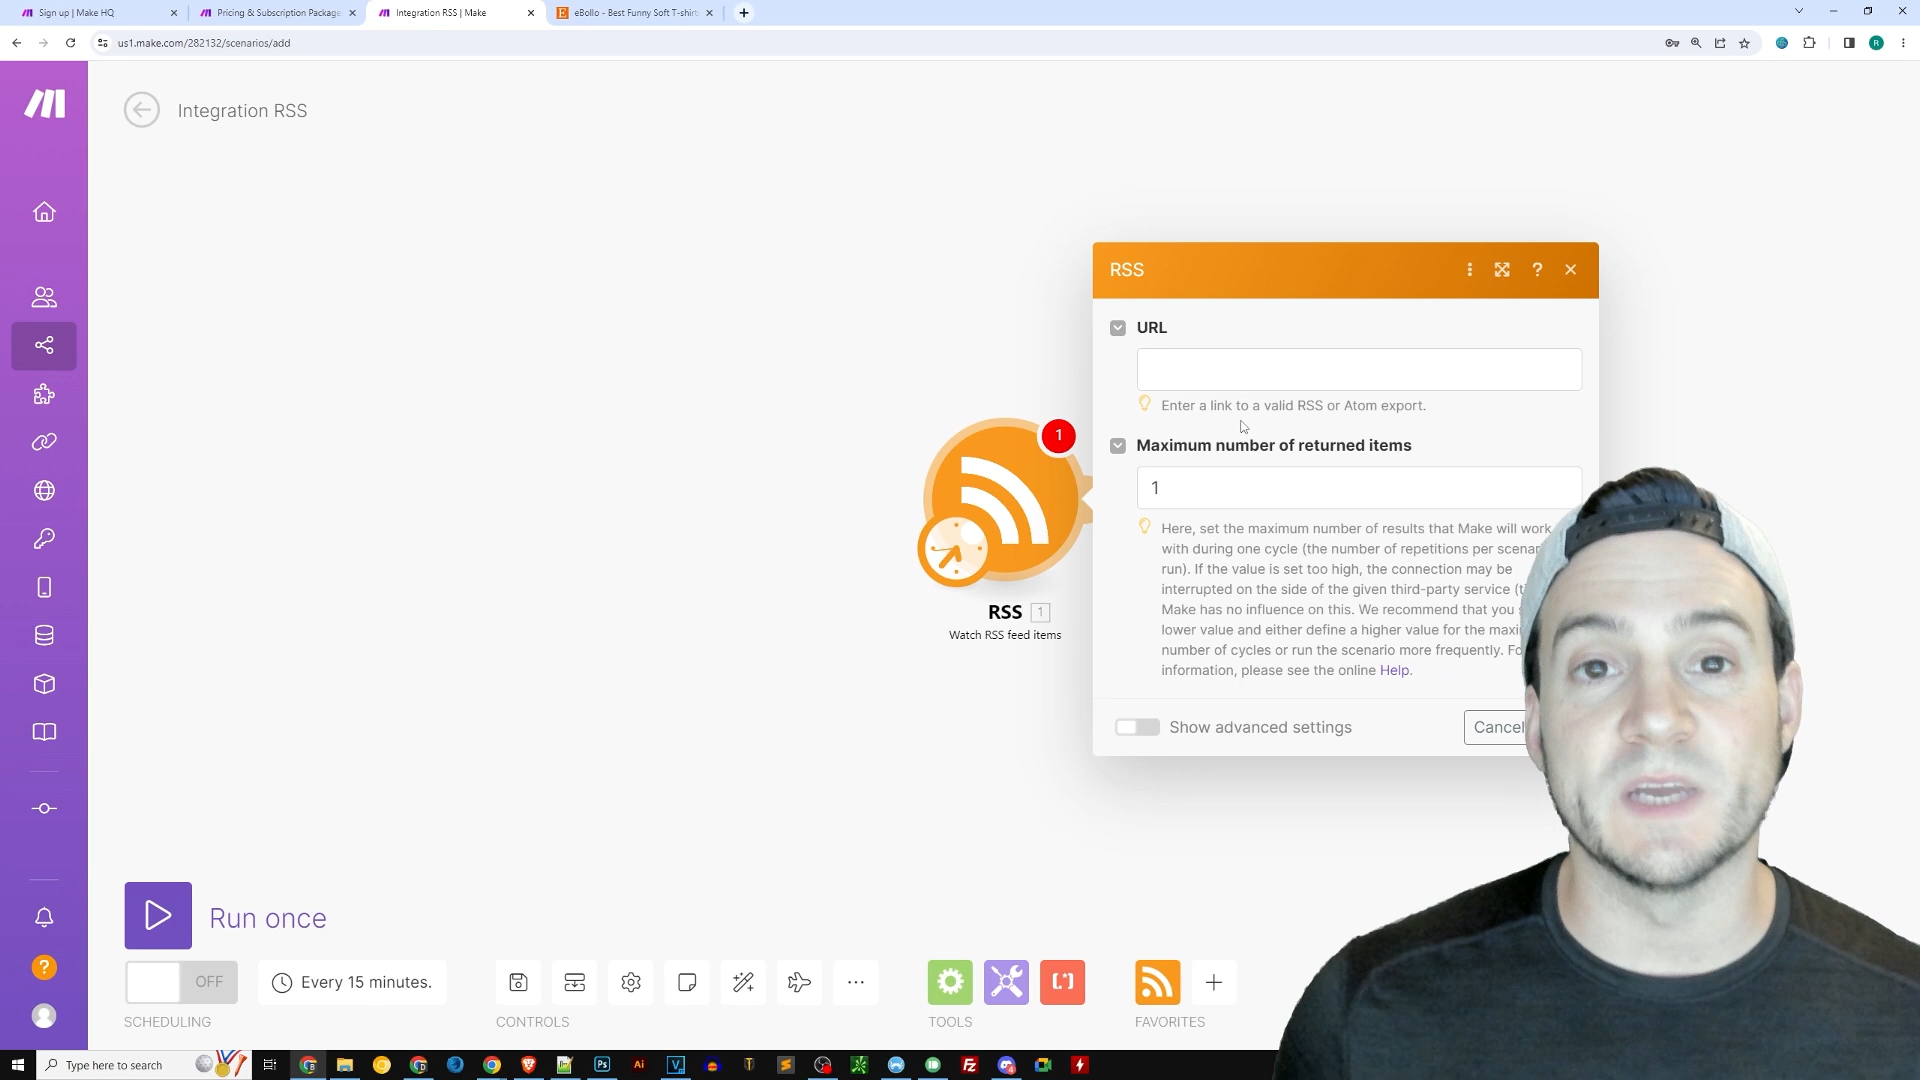 Sign up | Make HQ
Pricing & Subscription Package
Integration RSS | Make
eBollo - Best Funny Soft T-shirt
us1.make.com/282132/scenarios/add
R
Integration RSS
RSS
?
URL
Enter a link to a valid RSS or Atom export.
1
Maximum number of returned items
1
Here, set the maximum number of results that Make will work
with during one cycle (the number of repetitions per scenar
run). If the value is set too high, the connection may be
interrupted on the side of the given third-party service (t
Make has no influence on this. We recommend that you s
lower value and either define a higher value for the maxi
number of cycles or run the scenario more frequently. Fo
information, please see the online Help.
RSS 1
Watch RSS feed items
Show advanced settings
Cancel
Run once
OFF
Every 15 minutes.
?
SCHEDULING
CONTROLS
TOOLS
FAVORITES
Type here to search
Ps
Ai
V
Fz